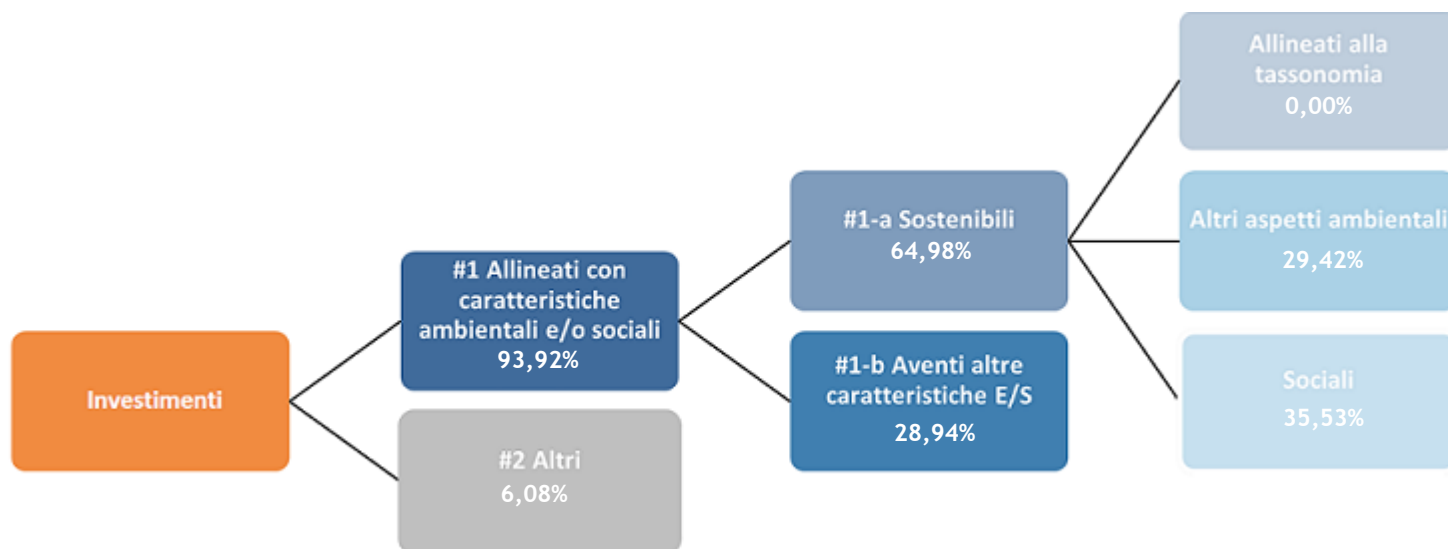 Investimenti
#1 Allineati con
caratteristiche
ambientali e/o sociali
93,92%
#2 Altri
6,08%
#1-a Sostenibili
64,98%
#1-b Aventi altre
caratteristiche E/S
28,94%
Allineati alla
tassonomia
0,00%
Altri aspetti ambientali
29,42%
Sociali
35,53%